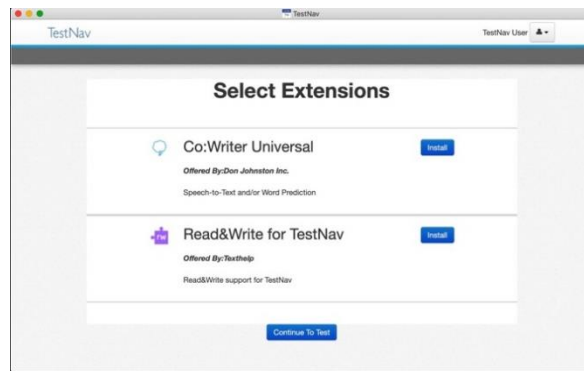 TestNav
TestNav
TestNav User
Select Extensions
Co:Writer Universal
Install
Offered By:Don Johnston Inc.
Speech-to-Text and/or Word Prediction
rw
Read&Write for TestNav
Install
Offered By:Texthelp
Read&Write support for TestNav
Continue To Test